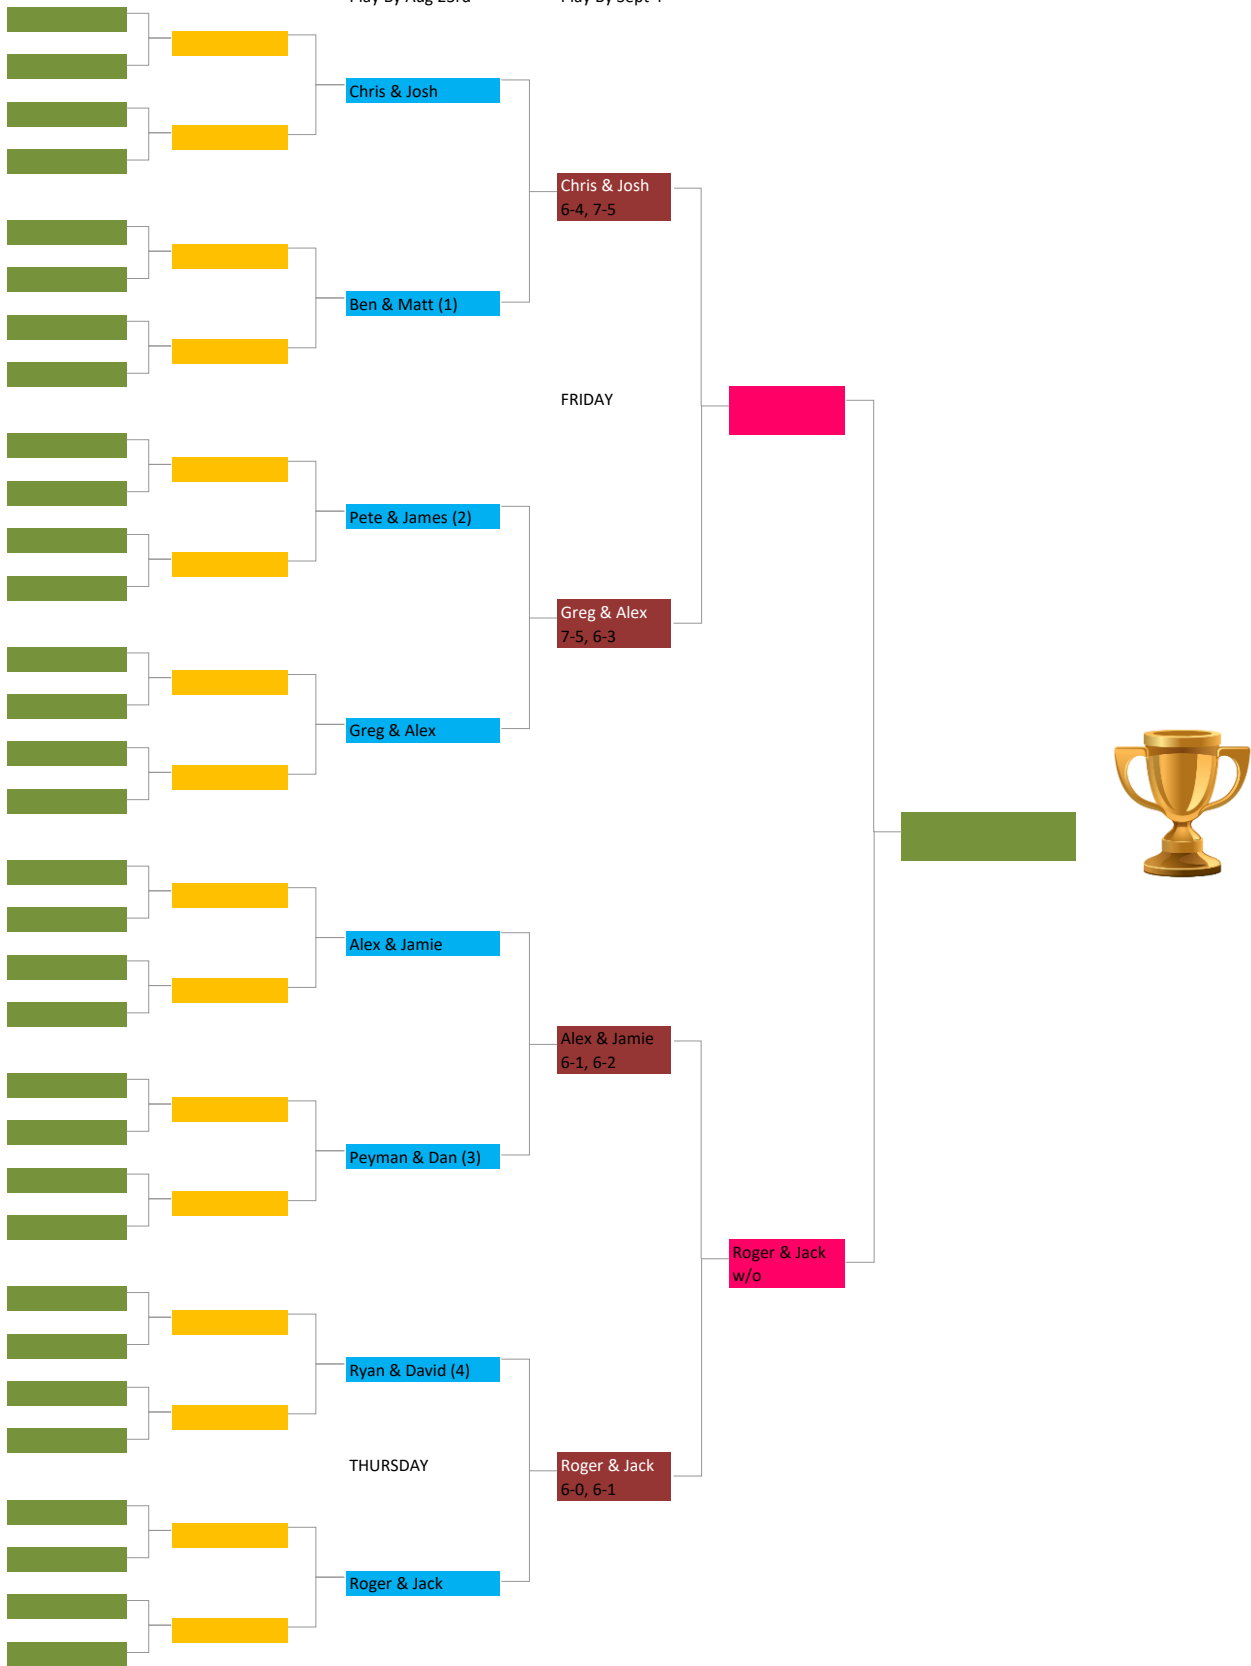 Chris & Josh
Chris & Josh
6-4, 7-5
Ben & Matt (1)
FRIDAY
Pete & James (2)
Greg & Alex
7-5, 6-3
Greg & Alex
Alex & Jamie
Alex & Jamie
6-1, 6-2
Peyman & Dan (3)
Roger & Jack
w/o
Ryan & David (4)
THURSDAY
Roger & Jack
6-0, 6-1
Roger & Jack